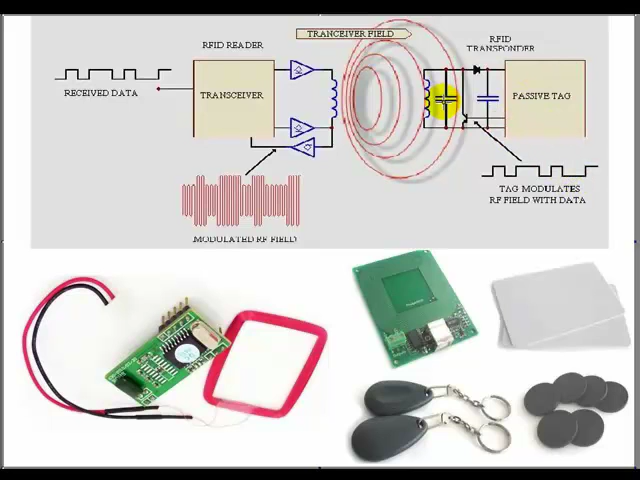 TRANCEIVER FIELD
RFID READER
RFID
TRANSPONDER
RECEIVED DATA
TRANSCEIVER
PASSIVE TAG
TAG MODULATES
RF FIELD WITH DATA
MODULATED RF FIELD